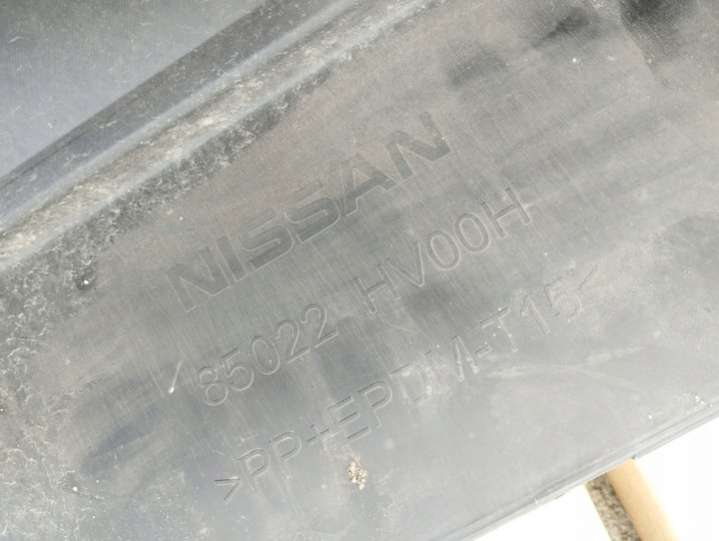 NISSAN
85022 HV00H
>PP+EPDM-T15<